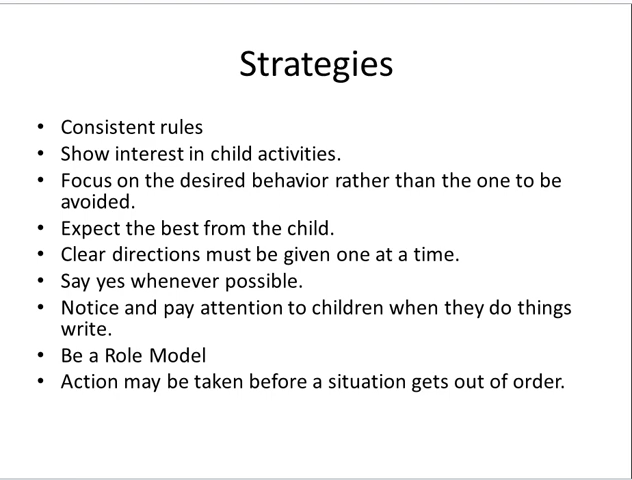 Strategies
• Consistent rules
• Show interest in child activities.
• Focus on the desired behavior rather than the one to be
avoided.
• Expect the best from the child.
• Clear directions must be given one at a time.
• Say yes whenever possible.
• Notice and pay attention to children when they do things
write.
• Be a Role Model
• Action may be taken before a situation gets out of order.